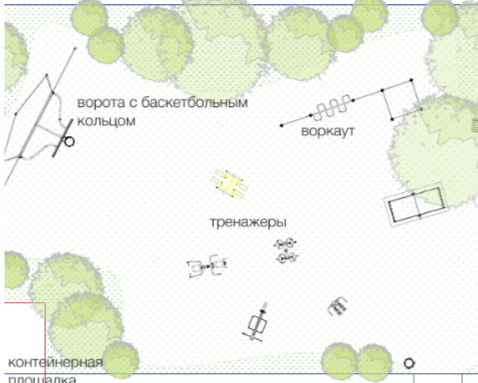 ворота с баскетбольным
кольцом
воркаут
тренажеры
контейнерная
площадка